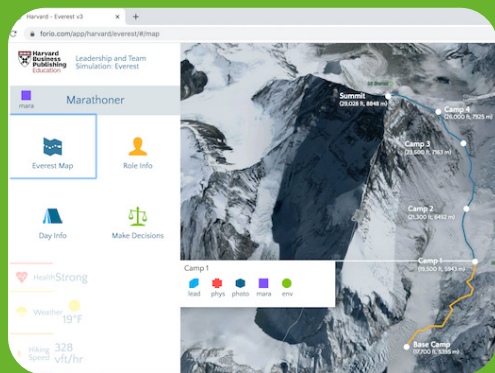 Harvard - Everest v3
forio.com/app/harvard/everest/#/map
Harvard
Business
Publishing
Education
Leadership and Team
Simulation: Everest
mara
Marathoner
Everest Map
Role Info
Day Info
Make Decisions
Health Strong
Weather 19°F
Hiking
Speed
328
vft/hr
Summit
(29,028 ft, 8848 m)
Camp 4
(26,000 ft, 7925 m)
Camp 3
(23,500 ft, 7163 m)
Camp 2
(21,300 ft, 6492 m)
Camp 1
(19,500 ft, 5943 m)
Base Camp
(17,700 ft, 5395 m)
Camp 1
lead phys photo mara env